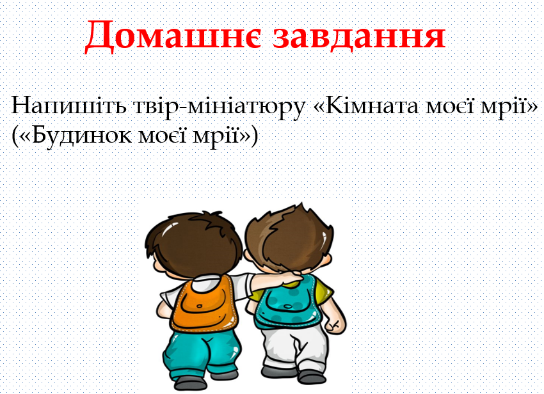 Домашнє завдання
Напишіть твір-мініатюру «Кімната моєї мрії»
(«Будинок моєї мрії»)